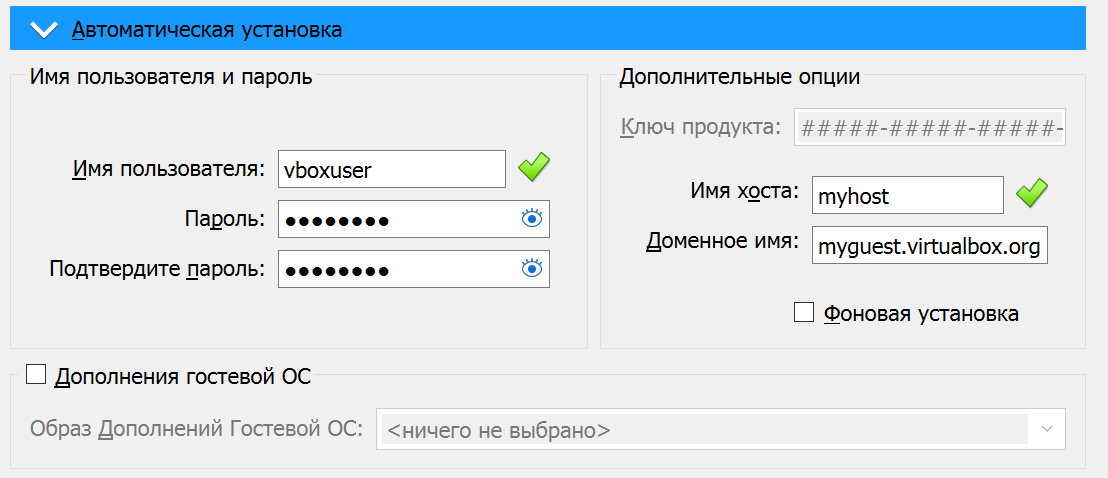 Автоматическая установка
Имя пользователя и пароль
Имя пользователя: vboxuser
Пароль: ●●●●●●●●
Подтвердите пароль: ●●●●●●●●
Дополнительные опции
Ключ продукта: #####-#####-#####-
Имя хоста: myhost
Доменное имя: myguest.virtualbox.org
Фоновая установка
Дополнения гостевой ОС
Образ Дополнений Гостевой ОС: <ничего не выбрано>